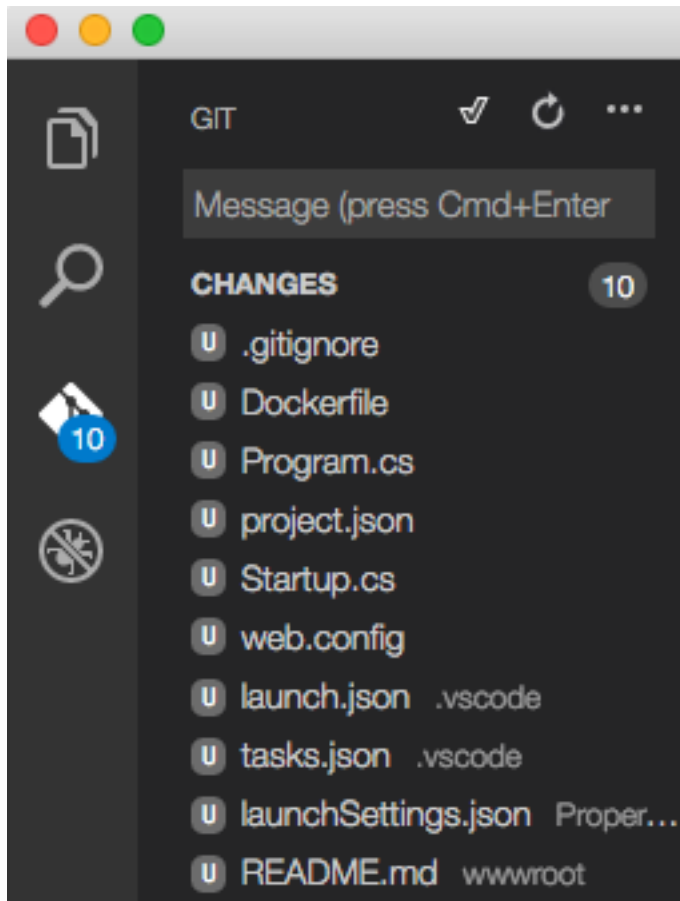 GIT
Message (press Cmd+Enter
CHANGES 10
U .gitignore
U Dockerfile
10
U Program.cs
U project.json
U Startup.cs
U web.config
U launch.json .vscode
U tasks.json .vscode
U launchSettings.json Proper...
U README.md wwwroot